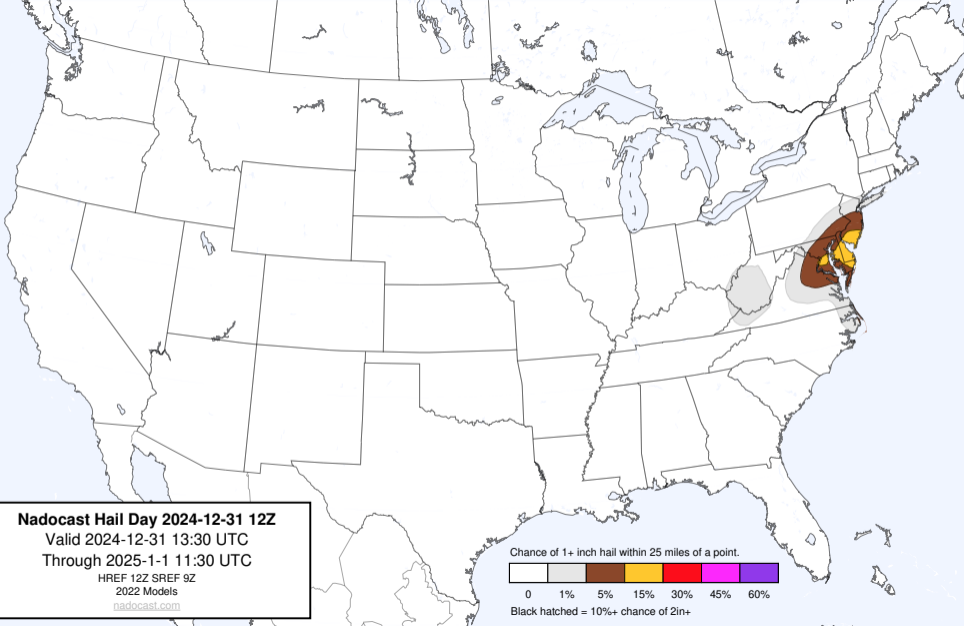 Nadocast Hail Day 2024-12-31 12Z
Valid 2024-12-31 13:30 UTC
Through 2025-1-1 11:30 UTC
HREF 12Z SREF 9Z
2022 Models
nadocast.com
Chance of 1+ inch hail within 25 miles of a point.
0 1% 5% 15% 30% 45% 60%
Black hatched = 10%+ chance of 2in+